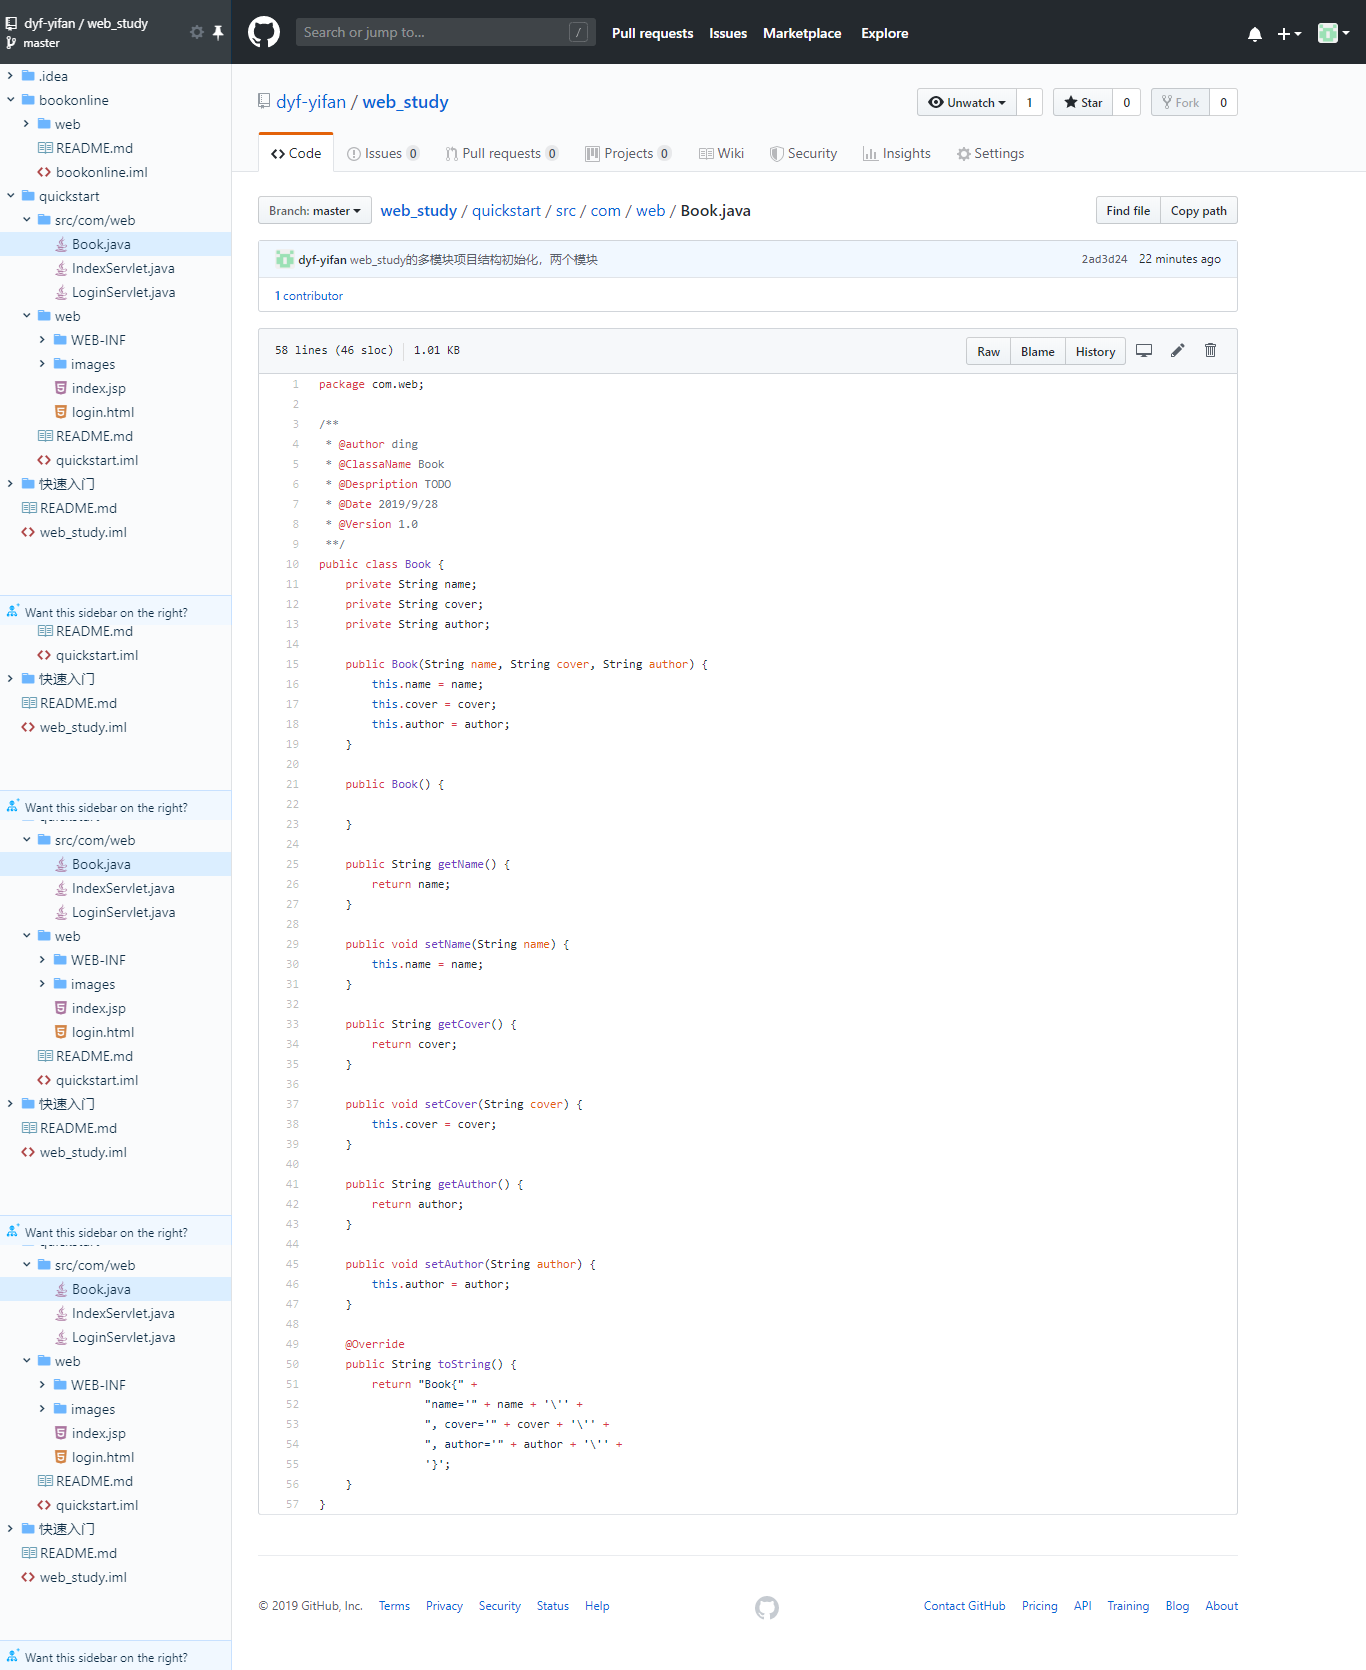 dyf-yifan / web_study
master
Search or jump to...
/
Pull requests
Issues
Marketplace
Explore
.idea
bookonline
web
README.md
bookonline.iml
quickstart
src/com/web
Book.java
IndexServlet.java
LoginServlet.java
web
WEB-INF
images
index.jsp
login.html
README.md
quickstart.iml
快速入门
README.md
web_study.iml
Want this sidebar on the right?
README.md
quickstart.iml
快速入门
README.md
web_study.iml
Want this sidebar on the right?
src/com/web
Book.java
IndexServlet.java
LoginServlet.java
web
WEB-INF
images
index.jsp
login.html
README.md
quickstart.iml
快速入门
README.md
web_study.iml
Want this sidebar on the right?
src/com/web
Book.java
IndexServlet.java
LoginServlet.java
web
WEB-INF
images
index.jsp
login.html
README.md
quickstart.iml
快速入门
README.md
web_study.iml
Want this sidebar on the right?
dyf-yifan / web_study
Unwatch 1 Star 0 Fork 0
Code Issues 0 Pull requests 0 Projects 0 Wiki Security Insights Settings
Branch: master web_study / quickstart / src / com / web / Book.java Find file Copy path
dyf-yifan web_study的多模块项目结构初始化，两个模块 2ad3d24 22 minutes ago
1 contributor
58 lines (46 sloc) 1.01 KB Raw Blame History
1 package com.web;
2
3 /**
4 * @author ding
5 * @ClassaName Book
6 * @Despription TODO
7 * @Date 2019/9/28
8 * @Version 1.0
9 **/
10 public class Book {
11 private String name;
12 private String cover;
13 private String author;
14
15 public Book(String name, String cover, String author) {
16 this.name = name;
17 this.cover = cover;
18 this.author = author;
19 }
20
21 public Book() {
22
23 }
24
25 public String getName() {
26 return name;
27 }
28
29 public void setName(String name) {
30 this.name = name;
31 }
32
33 public String getCover() {
34 return cover;
35 }
36
37 public void setCover(String cover) {
38 this.cover = cover;
39 }
40
41 public String getAuthor() {
42 return author;
43 }
44
45 public void setAuthor(String author) {
46 this.author = author;
47 }
48
49 @Override
50 public String toString() {
51 return "Book{" +
52 "name='" + name + '\'' +
53 ", cover='" + cover + '\'' +
54 ", author='" + author + '\'' +
55 '}';
56 }
57 }
© 2019 GitHub, Inc. Terms Privacy Security Status Help Contact GitHub Pricing API Training Blog About